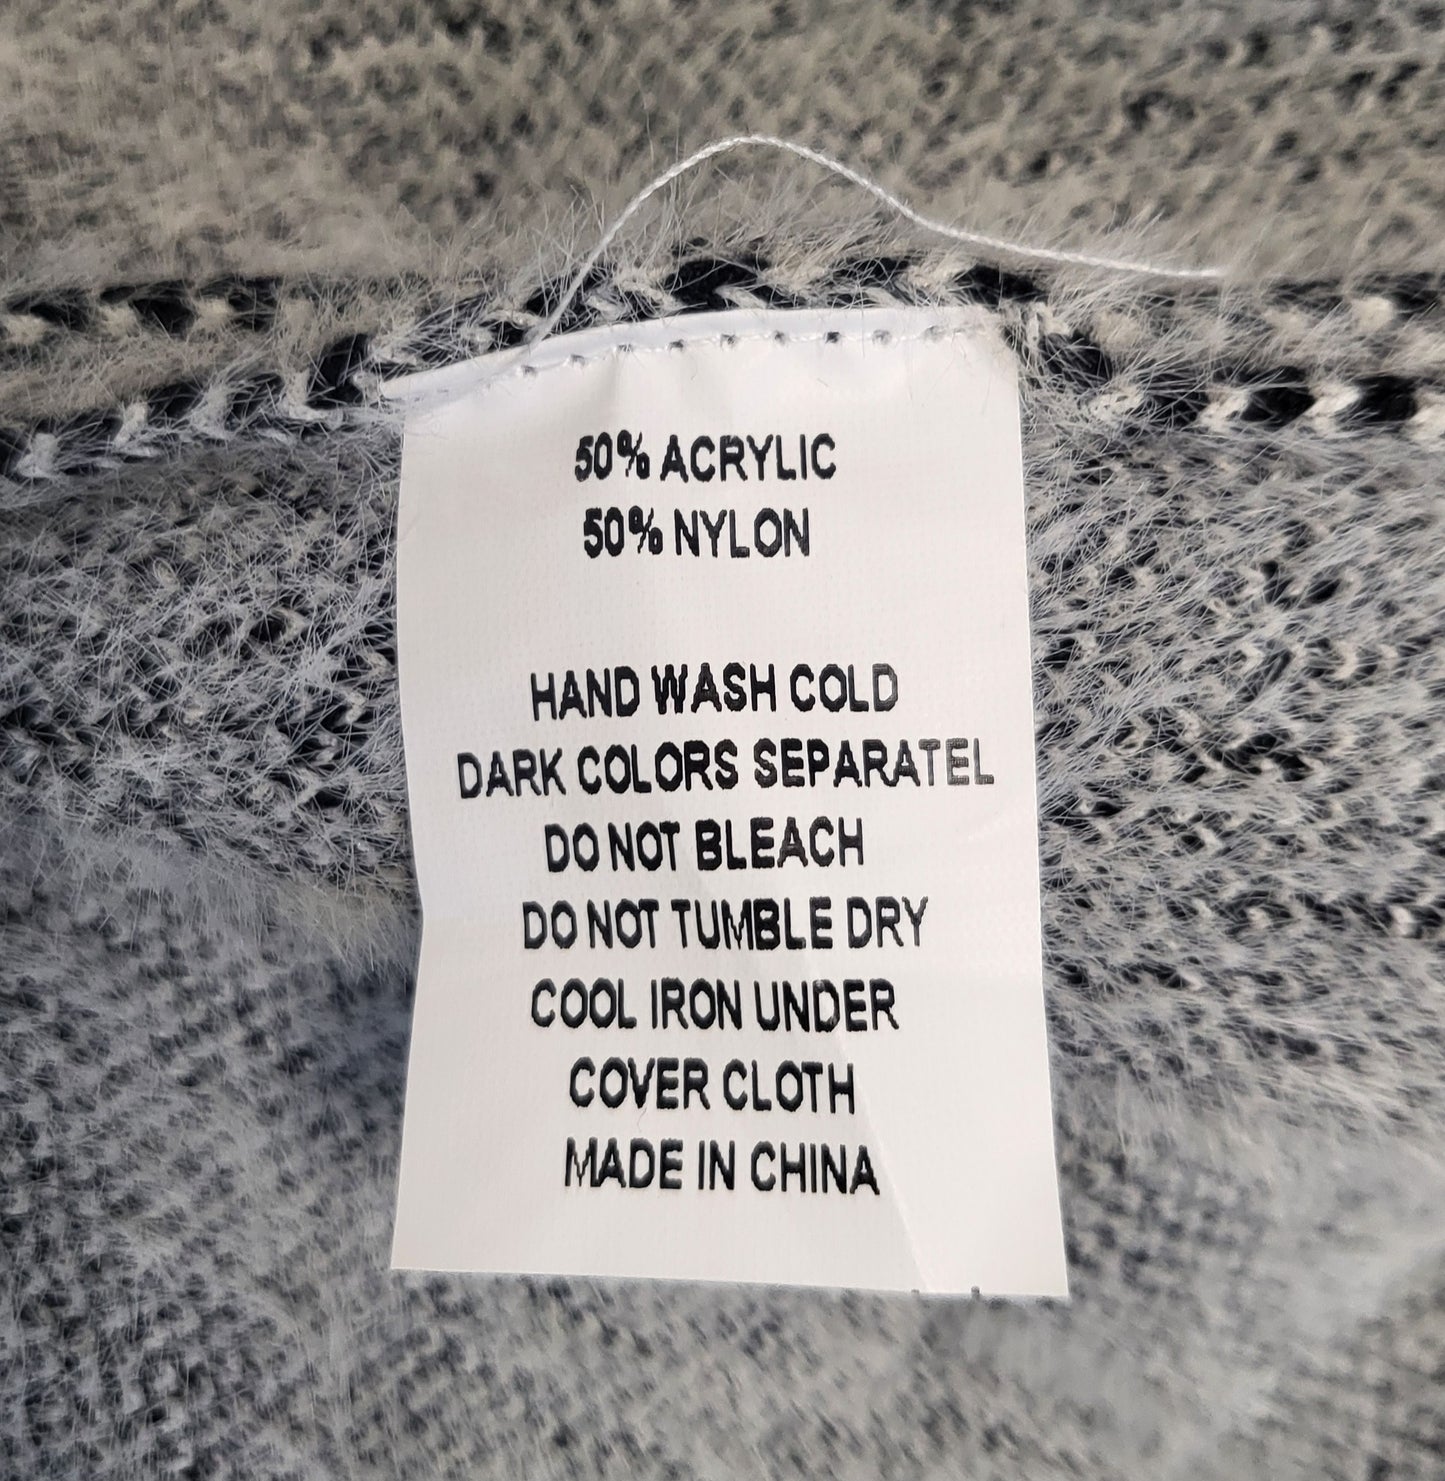 50% ACRYLIC
50% NYLON
HAND WASH COLD
DARK COLORS SEPARATEL
DO NOT BLEACH
DO NOT TUMBLE DRY
COOL IRON UNDER
COVER CLOTH
MADE IN CHINA